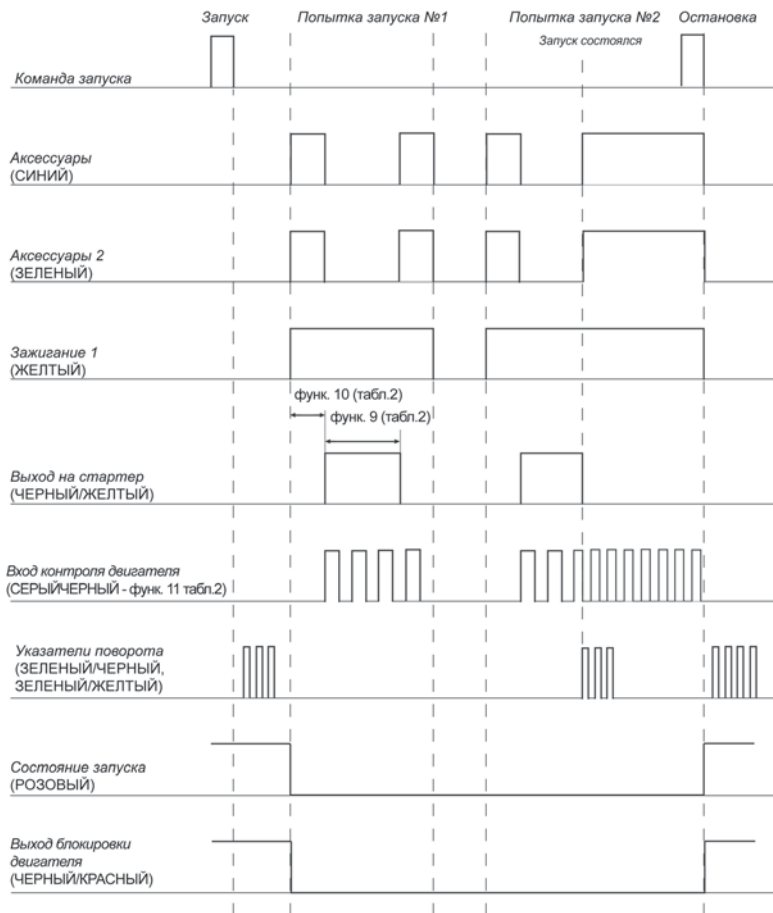 Запуск
Попытка запуска №1
Попытка запуска №2
Остановка
Запуск состоялся
Команда запуска
Аксессуары
(СИНИЙ)
Аксессуары 2
(ЗЕЛЕНЫЙ)
Зажигание 1
(ЖЕЛТЫЙ)
функ. 10 (табл.2)
функ. 9 (табл.2)
Выход на стартер
(ЧЕРНЫЙ/ЖЕЛТЫЙ)
Вход контроля двигателя
(СЕРЫЙЧЕРНЫЙ - функ. 11 табл.2)
Указатели поворота
(ЗЕЛЕНЫЙ/ЧЕРНЫЙ,
ЗЕЛЕНЫЙ/ЖЕЛТЫЙ)
Состояние запуска
(РОЗОВЫЙ)
Выход блокировки
двигателя
(ЧЕРНЫЙ/КРАСНЫЙ)